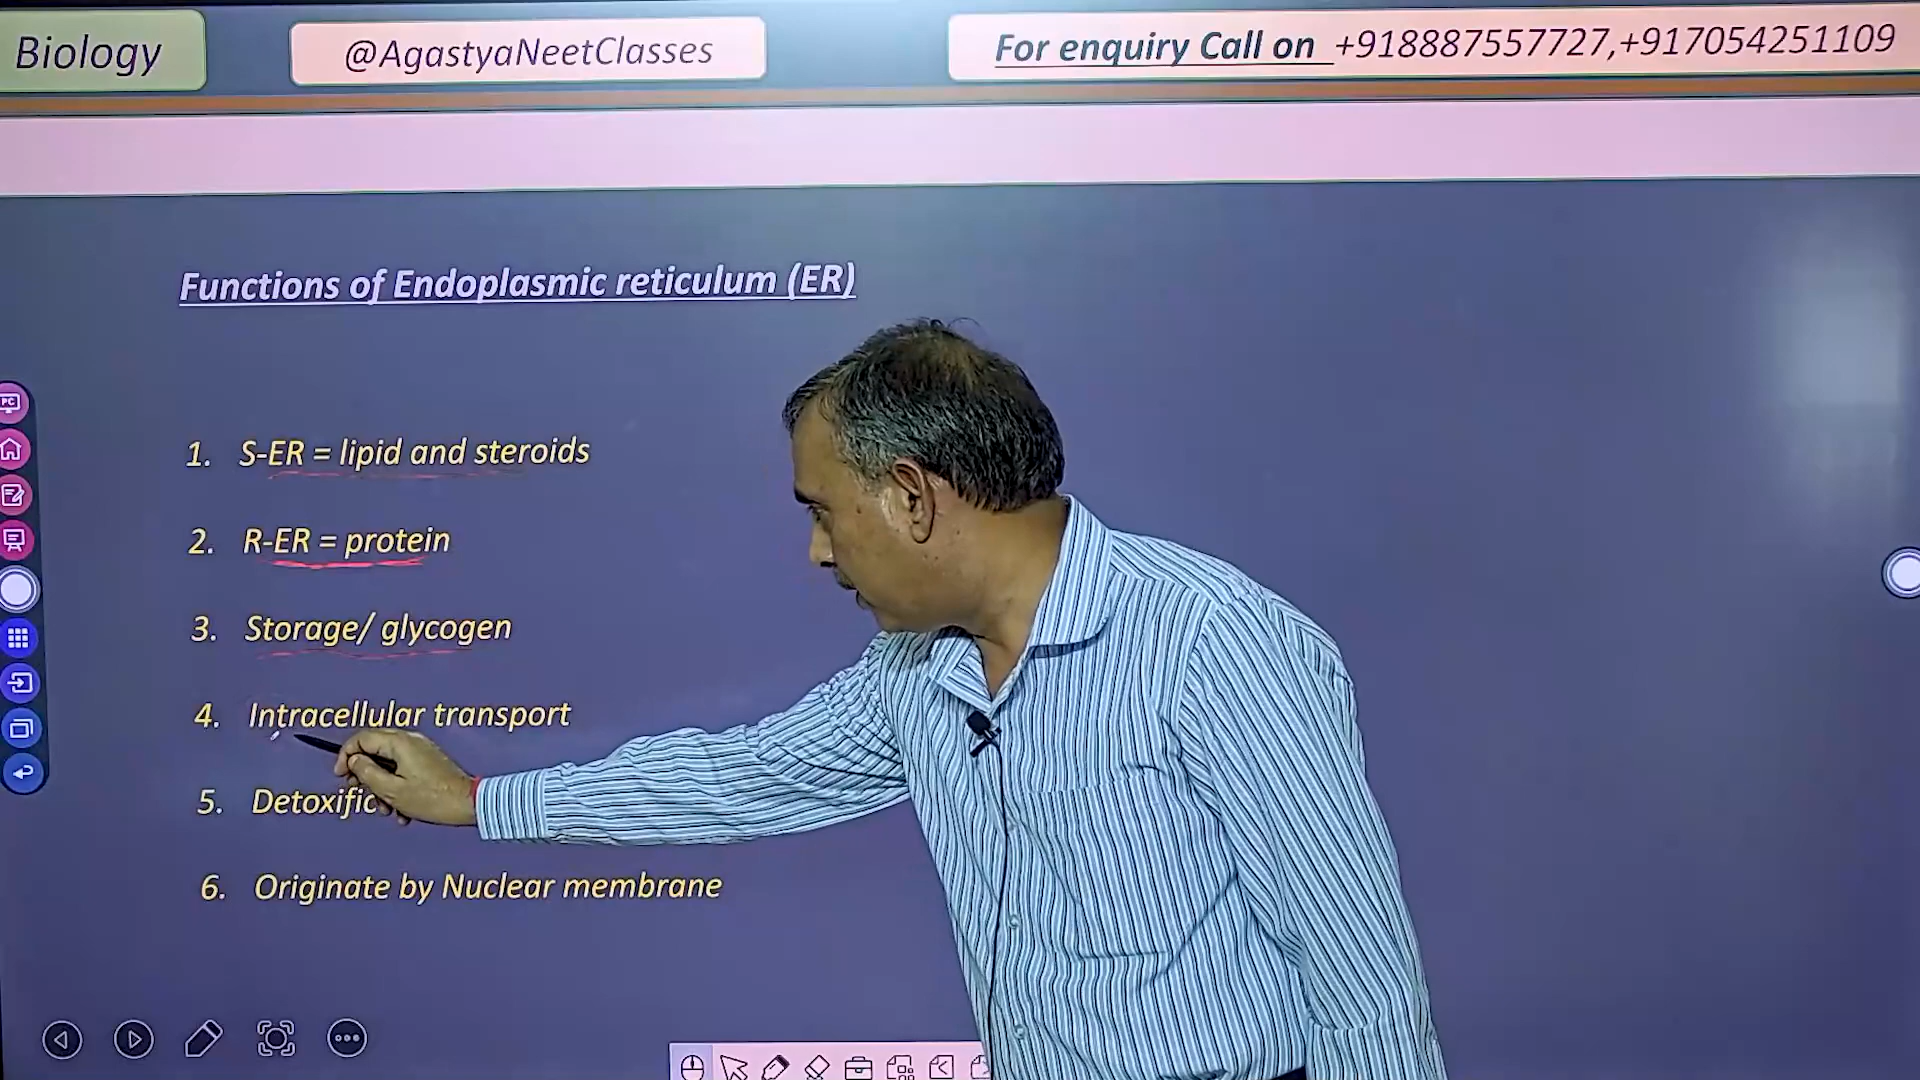 Biology
@AgastyaNeetClasses
For enquiry Call on +918887557727,+917054251109
Functions of Endoplasmic reticulum (ER)
1. S-ER = lipid and steroids
2. R-ER = protein
3. Storage/ glycogen
4. Intracellular transport
5. Detoxific
6. Originate by Nuclear membrane
PC